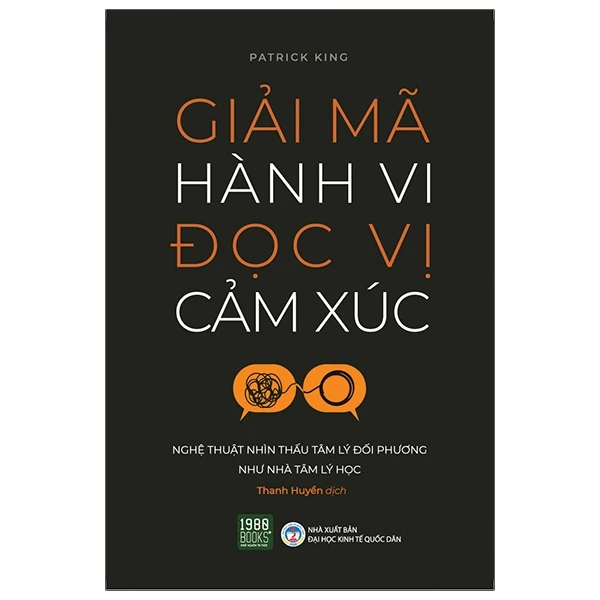 PATRICK KING
GIẢI MÃ
HÀNH VI
ĐỌC VỊ
CẢM XÚC
NGHỆ THUẬT NHÌN THẤU TÂM LÝ ĐỐI PHƯƠNG
NHƯ NHÀ TÂM LÝ HỌC
Thanh Huyền dịch
1980
BOOKS
NHÀ XUẤT BẢN
ĐẠI HỌC KINH TẾ QUỐC DÂN